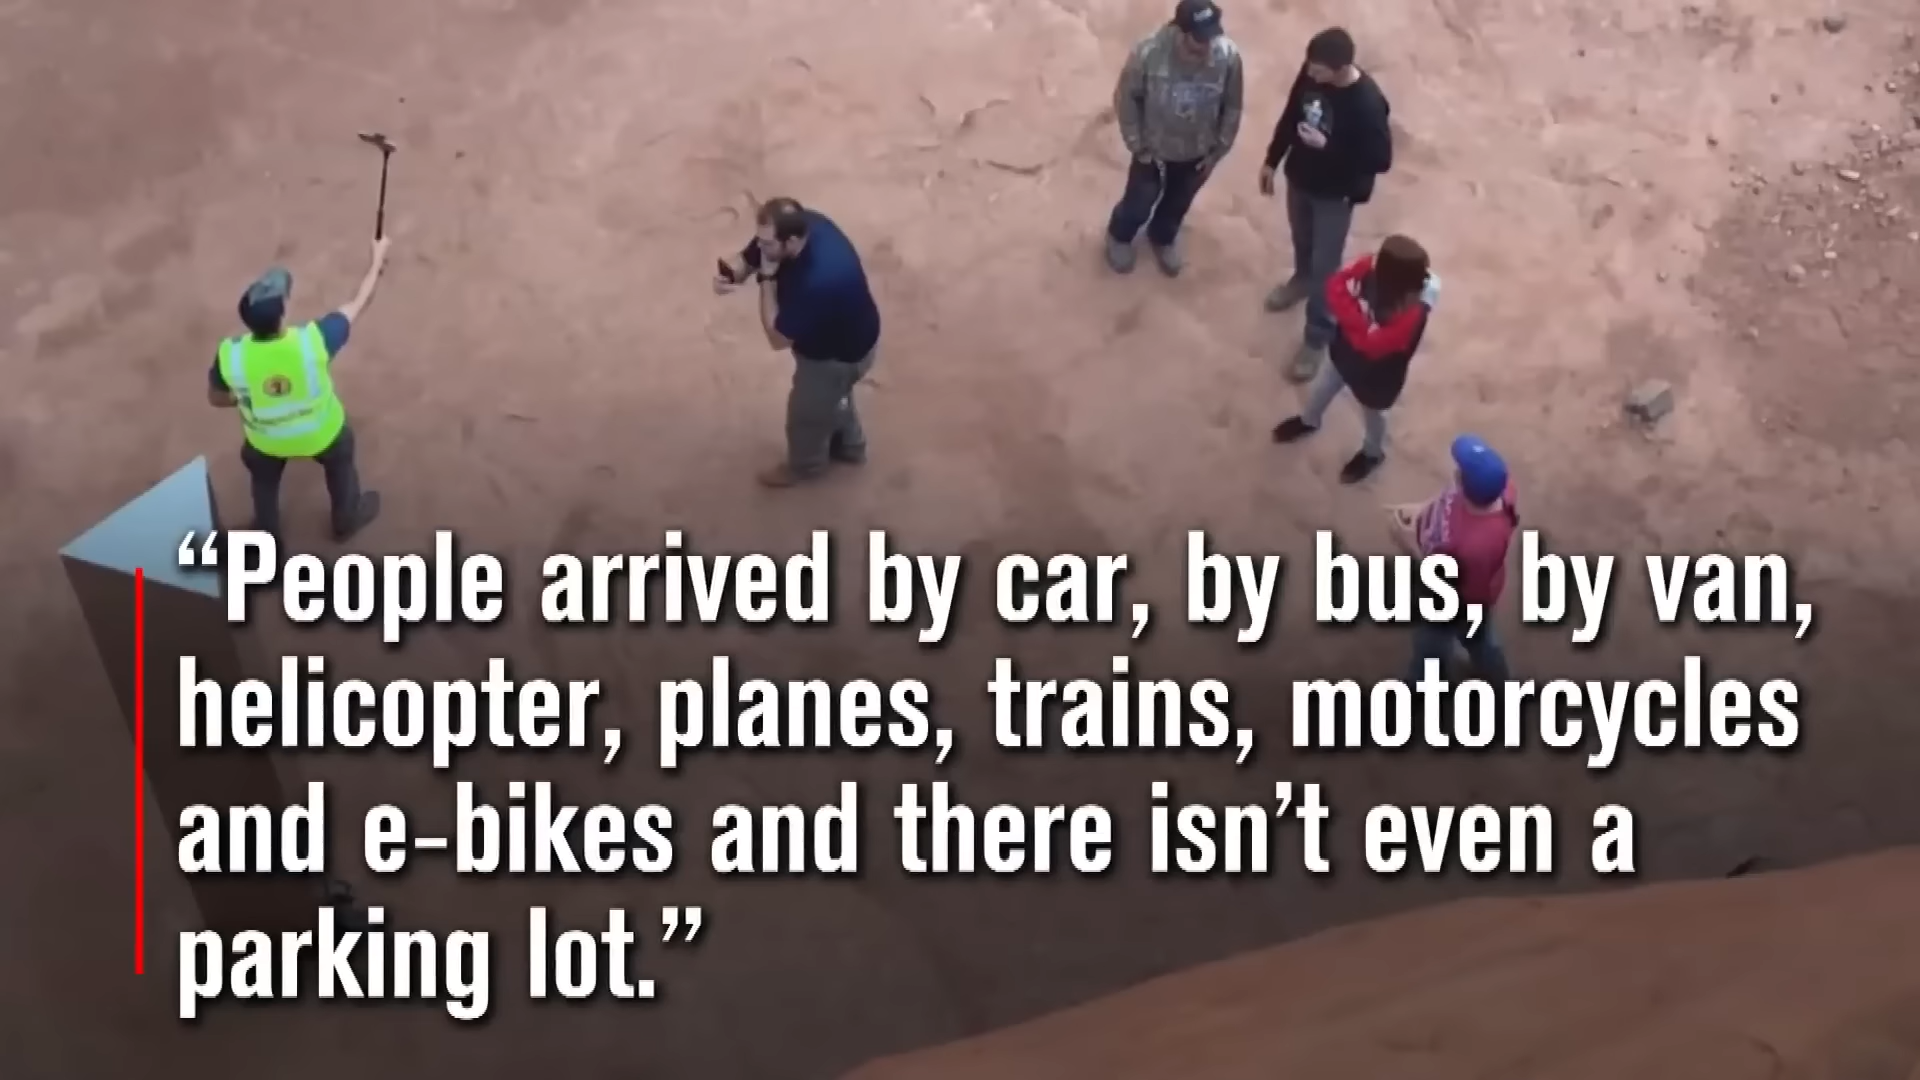 “People arrived by car, by bus, by van,
helicopter, planes, trains, motorcycles
and e-bikes and there isn’t even a
parking lot.”